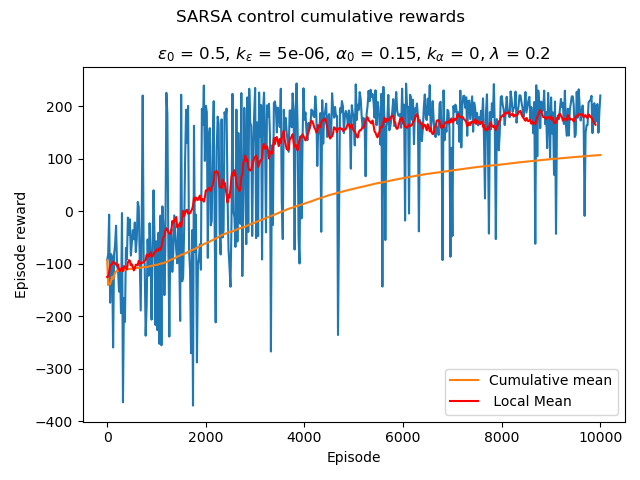 SARSA control cumulative rewards
ε₀ = 0.5, kε = 5e-06, α₀ = 0.15, kα = 0, λ = 0.2
Episode reward
200
100
0
−100
−200
−300
−400
0 2000 4000 6000 8000 10000
Episode
Cumulative mean
Local Mean